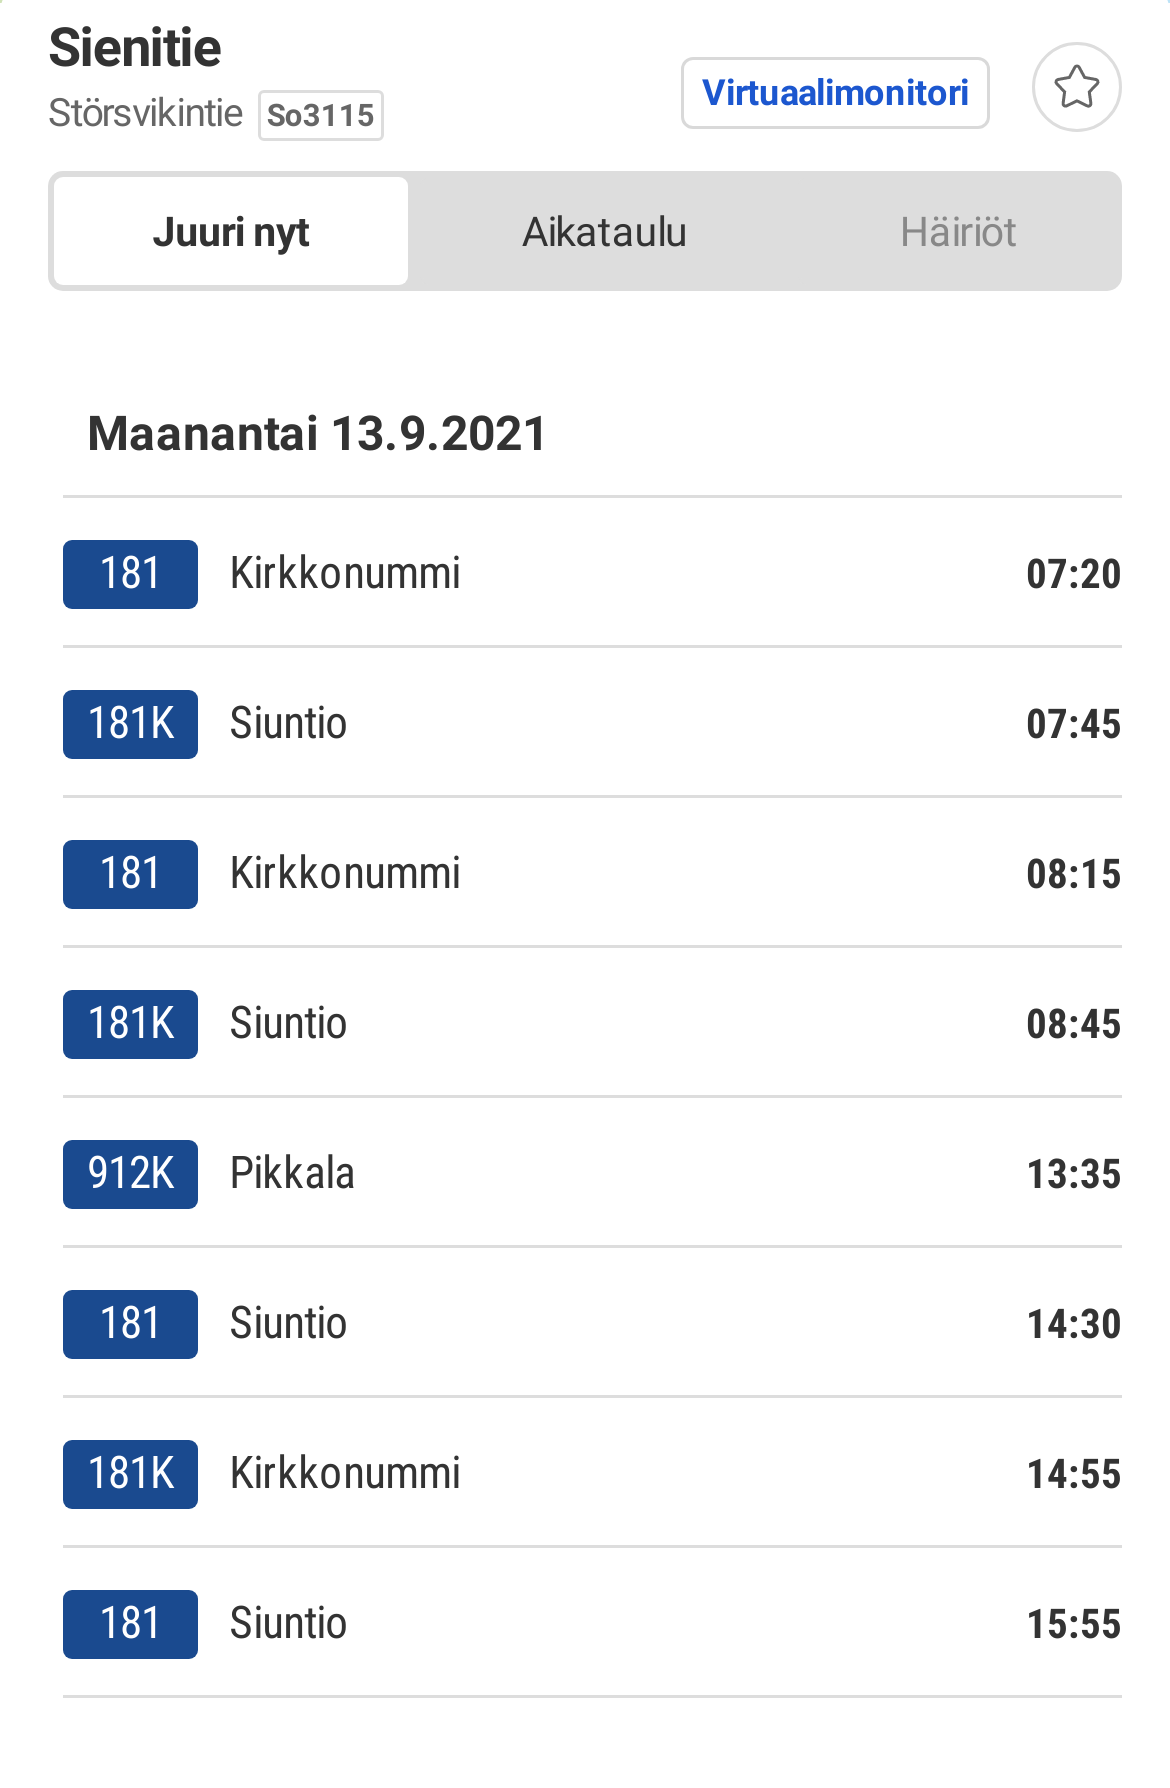 Sienitie
Störsvikintie So3115
Virtuaalimonitori
Juuri nyt Aikataulu Häiriöt
Maanantai 13.9.2021
181 Kirkkonummi 07:20
181K Siuntio 07:45
181 Kirkkonummi 08:15
181K Siuntio 08:45
912K Pikkala 13:35
181 Siuntio 14:30
181K Kirkkonummi 14:55
181 Siuntio 15:55